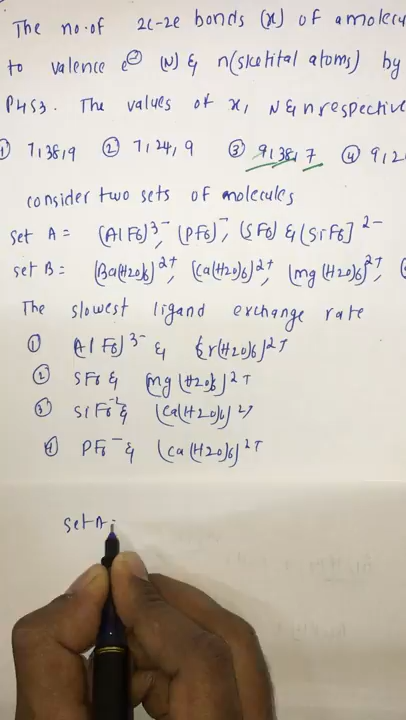 The no.of 2c-2e bonds (x) of a molecu
to valence e⊖ (N) & n(skeltital atoms) by
P4S3. The values of x, N & n respective
① 7,38,9 ② 7,24,9 ③ 9,38,7 ④ 9,2
consider two sets of molecules
set A = (AlF6)3-, (PF6)-, (SF6) & (SiF6]2-
set B = (Ba(H2O)6)2+, (Ca(H2O)6)2+, (mg(H2O)6)2+,
The slowest ligand exchange rate
① AlF6)3- & Sr(H2O)6)2+
② SF6 & mg(H2O)6)2+
③ SiF6-2 & (Ca(H2O)6)2+
④ PF6- & (Ca(H2O)6)2+
set A: